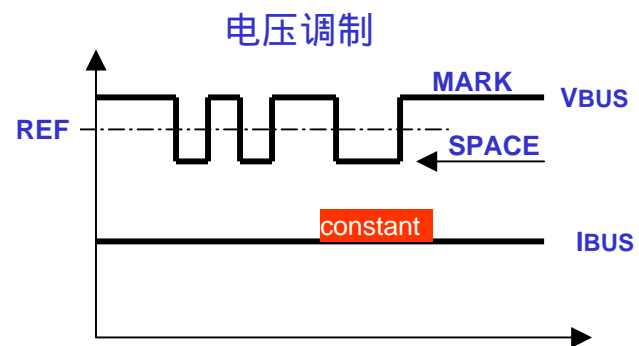 电压调制
MARK
VBUS
REF
SPACE
constant
IBUS